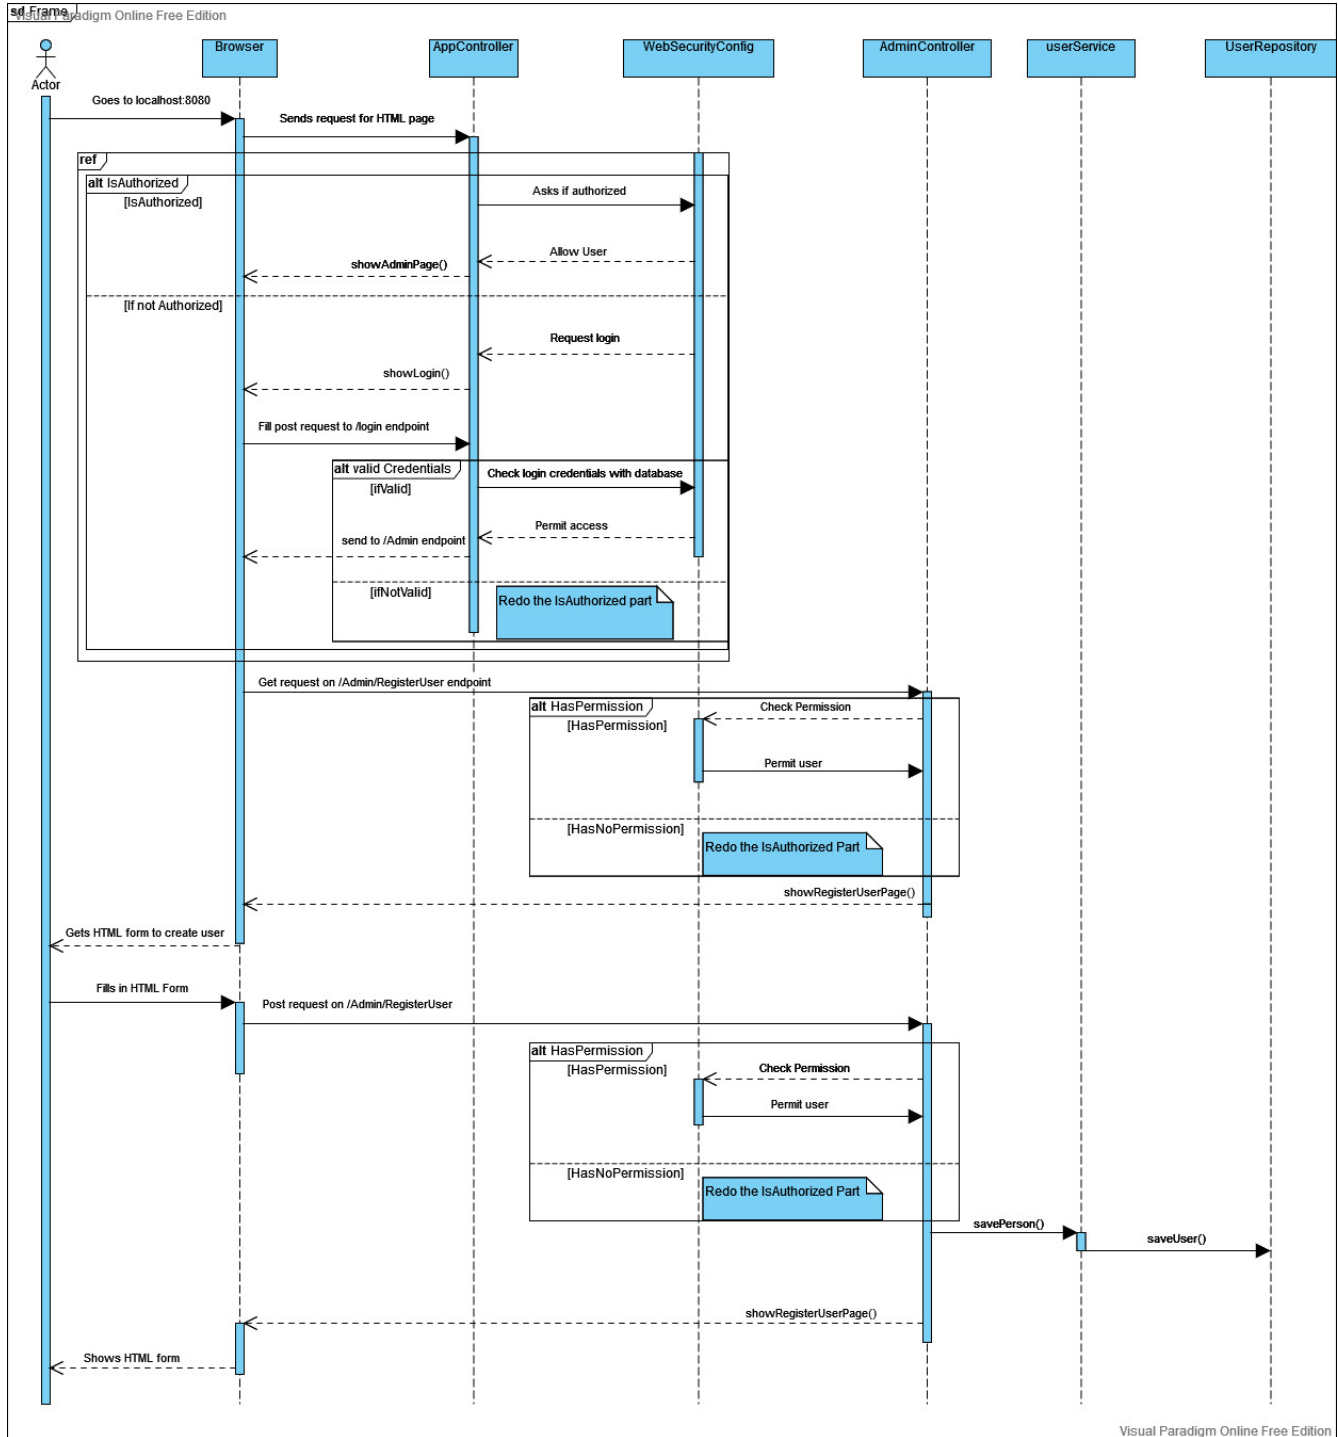 sd Frame
Visual Paradigm Online Free Edition
Actor
Browser
AppController
WebSecurityConfig
AdminController
userService
UserRepository
Goes to localhost:8080
Sends request for HTML page
ref
alt IsAuthorized
[IsAuthorized]
Asks if authorized
Allow User
showAdminPage()
[If not Authorized]
Request login
showLogin()
Fill post request to /login endpoint
alt valid Credentials
[ifValid]
Check login credentials with database
Permit access
send to /Admin endpoint
[ifNotValid]
Redo the IsAuthorized part
Get request on /Admin/RegisterUser endpoint
alt HasPermission
[HasPermission]
Check Permission
Permit user
[HasNoPermission]
Redo the IsAuthorized Part
showRegisterUserPage()
Gets HTML form to create user
Fills in HTML Form
Post request on /Admin/RegisterUser
alt HasPermission
[HasPermission]
Check Permission
Permit user
[HasNoPermission]
Redo the IsAuthorized Part
savePerson()
saveUser()
showRegisterUserPage()
Shows HTML form
Visual Paradigm Online Free Edition